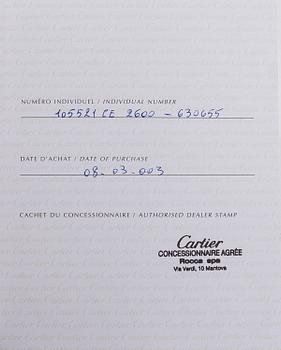 NUMÉRO INDIVIDUEL / INDIVIDUAL NUMBER
105521 CE 2600 - 630655
DATE D'ACHAT / DATE OF PURCHASE
08-03-003
CACHET DU CONCESSIONNAIRE / AUTHORISED DEALER STAMP
Cartier
CONCESSIONNAIRE AGRÉE
Rocca spa
Via Verdi, 10 Mantova